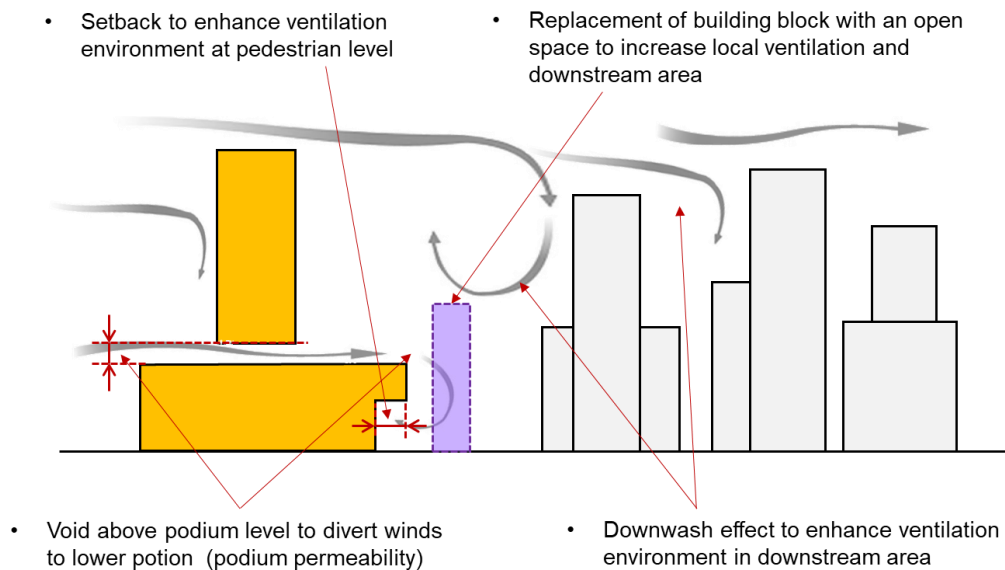 • Setback to enhance ventilation
environment at pedestrian level
• Replacement of building block with an open
space to increase local ventilation and
downstream area
• Void above podium level to divert winds
to lower potion (podium permeability)
• Downwash effect to enhance ventilation
environment in downstream area